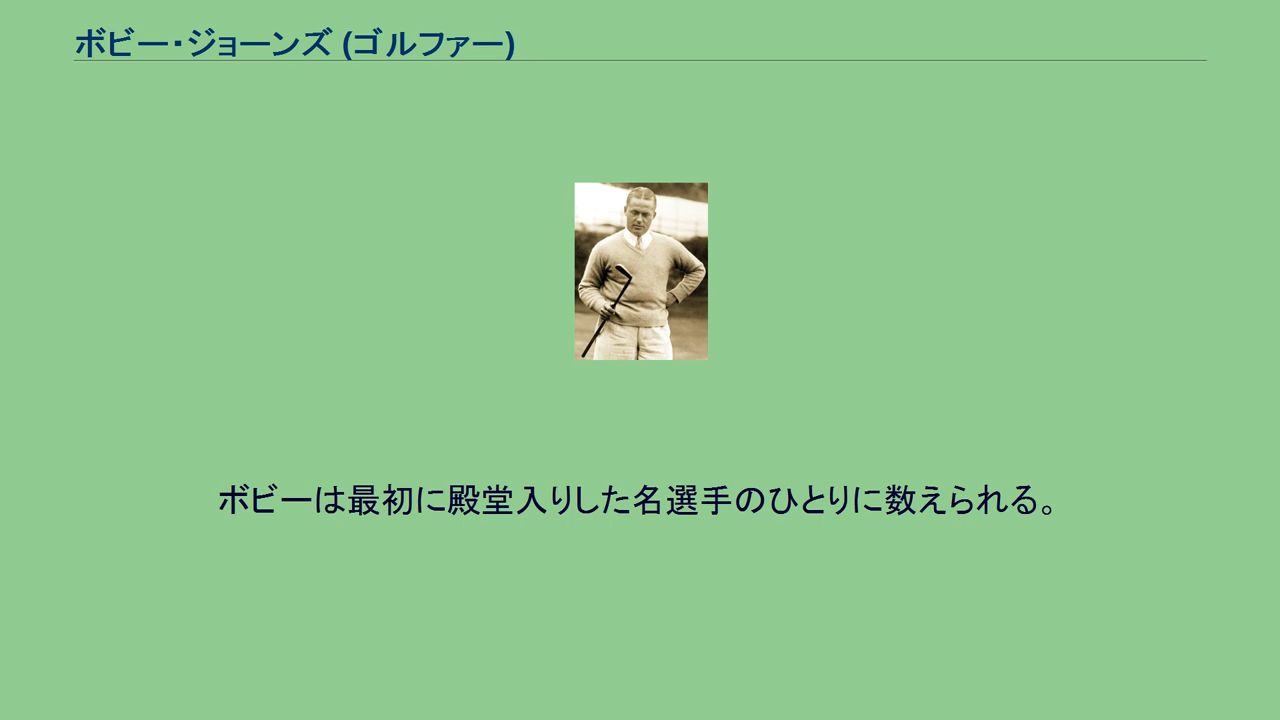 ボビー・ジョーンズ (ゴルファー)
ボビーは最初に殿堂入りした名選手のひとりに数えられる。